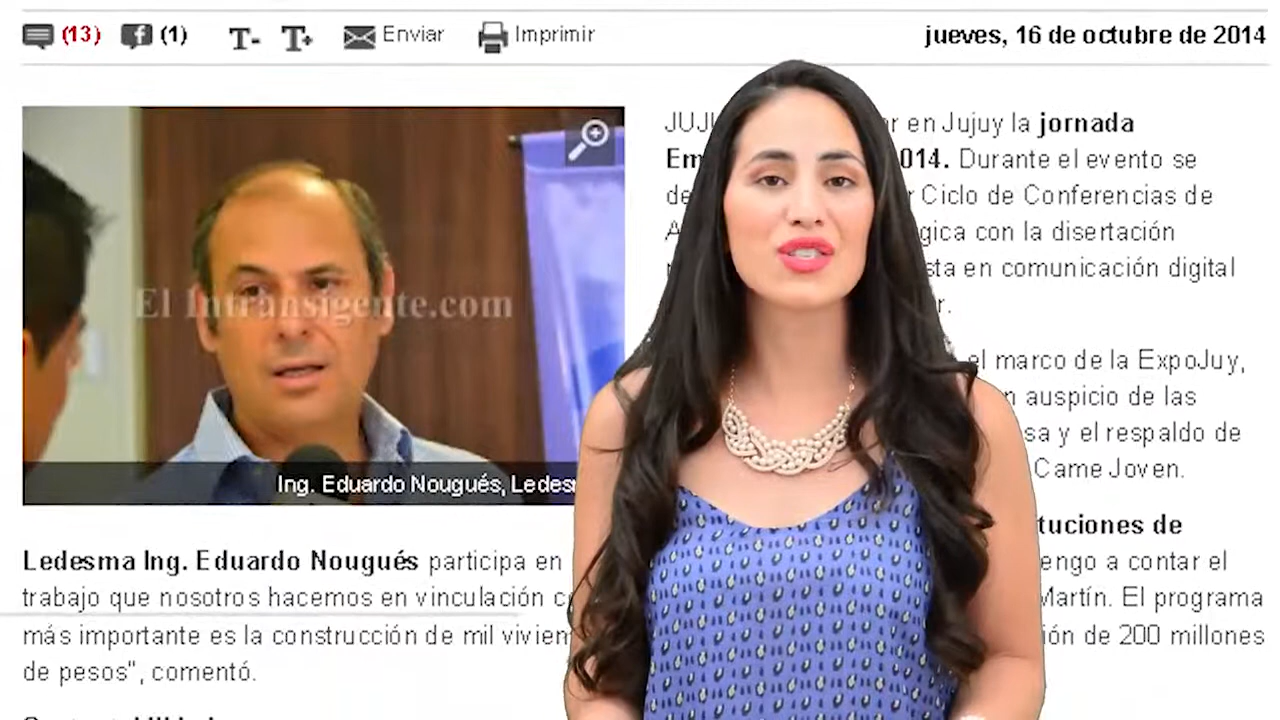 (13) (1) T- T+ Enviar Imprimir jueves, 16 de octubre de 2014
JUJU en Jujuy la jornada
Em 014. Durante el evento se
de Ciclo de Conferencias de
gica con la disertación
sta en comunicación digital
El Intransigente.com
el marco de la ExpoJuy,
n auspicio de las
sa y el respaldo de
Came Joven.
Ing. Eduardo Nougués, Ledesm
tuciones de
Ledesma Ing. Eduardo Nougués participa en engo a contar el
trabajo que nosotros hacemos en vinculación c Martín. El programa
más importante es la construcción de mil vivien ión de 200 millones
de pesos", comentó.